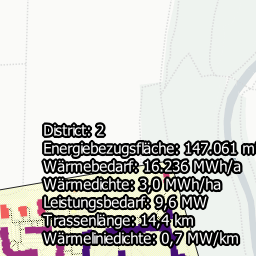 District: 2
Energiebezugsfläche: 147.061 m
Wärmebedarf: 16.236 MWh/a
Wärmedichte: 3,0 MWh/ha
Leistungsbedarf: 9,6 MW
Trassenlänge: 14,4 km
Wärmeliniedichte: 0,7 MW/km